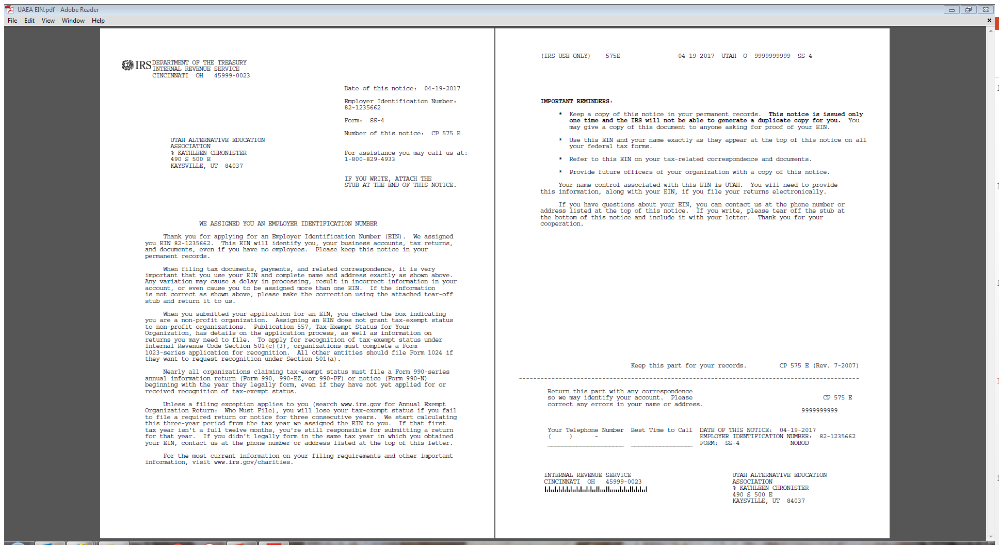 UAEA EIN.pdf - Adobe Reader
File Edit View Window Help
IRS DEPARTMENT OF THE TREASURY
INTERNAL REVENUE SERVICE
CINCINNATI OH 45999-0023
Date of this notice: 04-19-2017
Employer Identification Number:
82-1235662
Form: SS-4
Number of this notice: CP 575 E
UTAH ALTERNATIVE EDUCATION
ASSOCIATION
% KATHLEEN CHRONISTER
490 S 500 E
KAYSVILLE, UT 84037
For assistance you may call us at:
1-800-829-4933
IF YOU WRITE, ATTACH THE
STUB AT THE END OF THIS NOTICE.
WE ASSIGNED YOU AN EMPLOYER IDENTIFICATION NUMBER
Thank you for applying for an Employer Identification Number (EIN). We assigned
you EIN 82-1235662. This EIN will identify you, your business accounts, tax returns,
and documents, even if you have no employees. Please keep this notice in your
permanent records.
When filing tax documents, payments, and related correspondence, it is very
important that you use your EIN and complete name and address exactly as shown above.
Any variation may cause a delay in processing, result in incorrect information in your
account, or even cause you to be assigned more than one EIN. If the information
is not correct as shown above, please make the correction using the attached tear-off
stub and return it to us.
When you submitted your application for an EIN, you checked the box indicating
you are a non-profit organization. Assigning an EIN does not grant tax-exempt status
to non-profit organizations. Publication 557, Tax-Exempt Status for Your
Organization, has details on the application process, as well as information on
returns you may need to file. To apply for recognition of tax-exempt status under
Internal Revenue Code Section 501(c)(3), organizations must complete a Form
1023-series application for recognition. All other entities should file Form 1024 if
they want to request recognition under Section 501(a).
Nearly all organizations claiming tax-exempt status must file a Form 990-series
annual information return (Form 990, 990-EZ, or 990-PF) or notice (Form 990-N)
beginning with the year they legally form, even if they have not yet applied for or
received recognition of tax-exempt status.
Unless a filing exception applies to you (search www.irs.gov for Annual Exempt
Organization Return: Who Must File), you will lose your tax-exempt status if you fail
to file a required return or notice for three consecutive years. We start calculating
this three-year period from the tax year we assigned the EIN to you. If that first
tax year isn't a full twelve months, you're still responsible for submitting a return
for that year. If you didn't legally form in the same tax year in which you obtained
your EIN, contact us at the phone number or address listed at the top of this letter.
For the most current information on your filing requirements and other important
information, visit www.irs.gov/charities.
(IRS USE ONLY) 575E 04-19-2017 UTAH O 9999999999 SS-4
IMPORTANT REMINDERS:
* Keep a copy of this notice in your permanent records. This notice is issued only
one time and the IRS will not be able to generate a duplicate copy for you. You
may give a copy of this document to anyone asking for proof of your EIN.
* Use this EIN and your name exactly as they appear at the top of this notice on all
your federal tax forms.
* Refer to this EIN on your tax-related correspondence and documents.
* Provide future officers of your organization with a copy of this notice.
Your name control associated with this EIN is UTAH. You will need to provide
this information, along with your EIN, if you file your returns electronically.
If you have questions about your EIN, you can contact us at the phone number or
address listed at the top of this notice. If you write, please tear off the stub at
the bottom of this notice and include it with your letter. Thank you for your
cooperation.
Keep this part for your records. CP 575 E (Rev. 7-2007)
Return this part with any correspondence
so we may identify your account. Please CP 575 E
correct any errors in your name or address.
9999999999
Your Telephone Number Best Time to Call DATE OF THIS NOTICE: 04-19-2017
( ) - EMPLOYER IDENTIFICATION NUMBER: 82-1235662
FORM: SS-4 NOBOD
INTERNAL REVENUE SERVICE
CINCINNATI OH 45999-0023
UTAH ALTERNATIVE EDUCATION
ASSOCIATION
% KATHLEEN CHRONISTER
490 S 500 E
KAYSVILLE, UT 84037